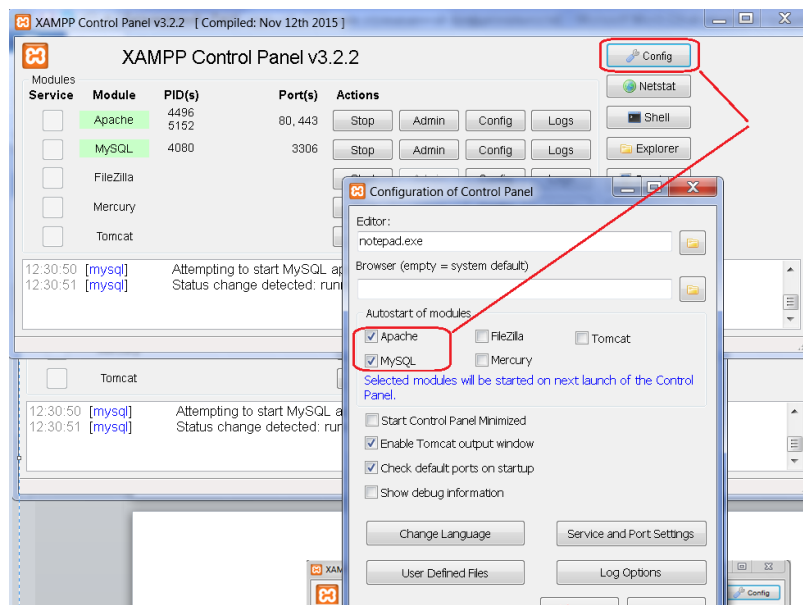 XAMPP Control Panel v3.2.2 [ Compiled: Nov 12th 2015 ]
XAMPP Control Panel v3.2.2
Config
Modules
Service Module PID(s) Port(s) Actions
Netstat
Apache 4496 5152 80, 443 Stop Admin Config Logs
Shell
MySQL 4080 3306 Stop Admin Config Logs
Explorer
FileZilla
Mercury
Tomcat
12:30:50 [mysql] Attempting to start MySQL
12:30:51 [mysql] Status change detected:
Configuration of Control Panel
Editor:
notepad.exe
Browser (empty = system default)
Autostart of modules
Apache FileZilla Tomcat
MySQL Mercury
Selected modules will be started on next launch of the Control
Panel.
Start Control Panel Minimized
Enable Tomcat output window
Check default ports on startup
Show debug information
Change Language Service and Port Settings
User Defined Files Log Options
Tomcat
12:30:50 [mysql] Attempting to start MySQL
12:30:51 [mysql] Status change detected:
Config